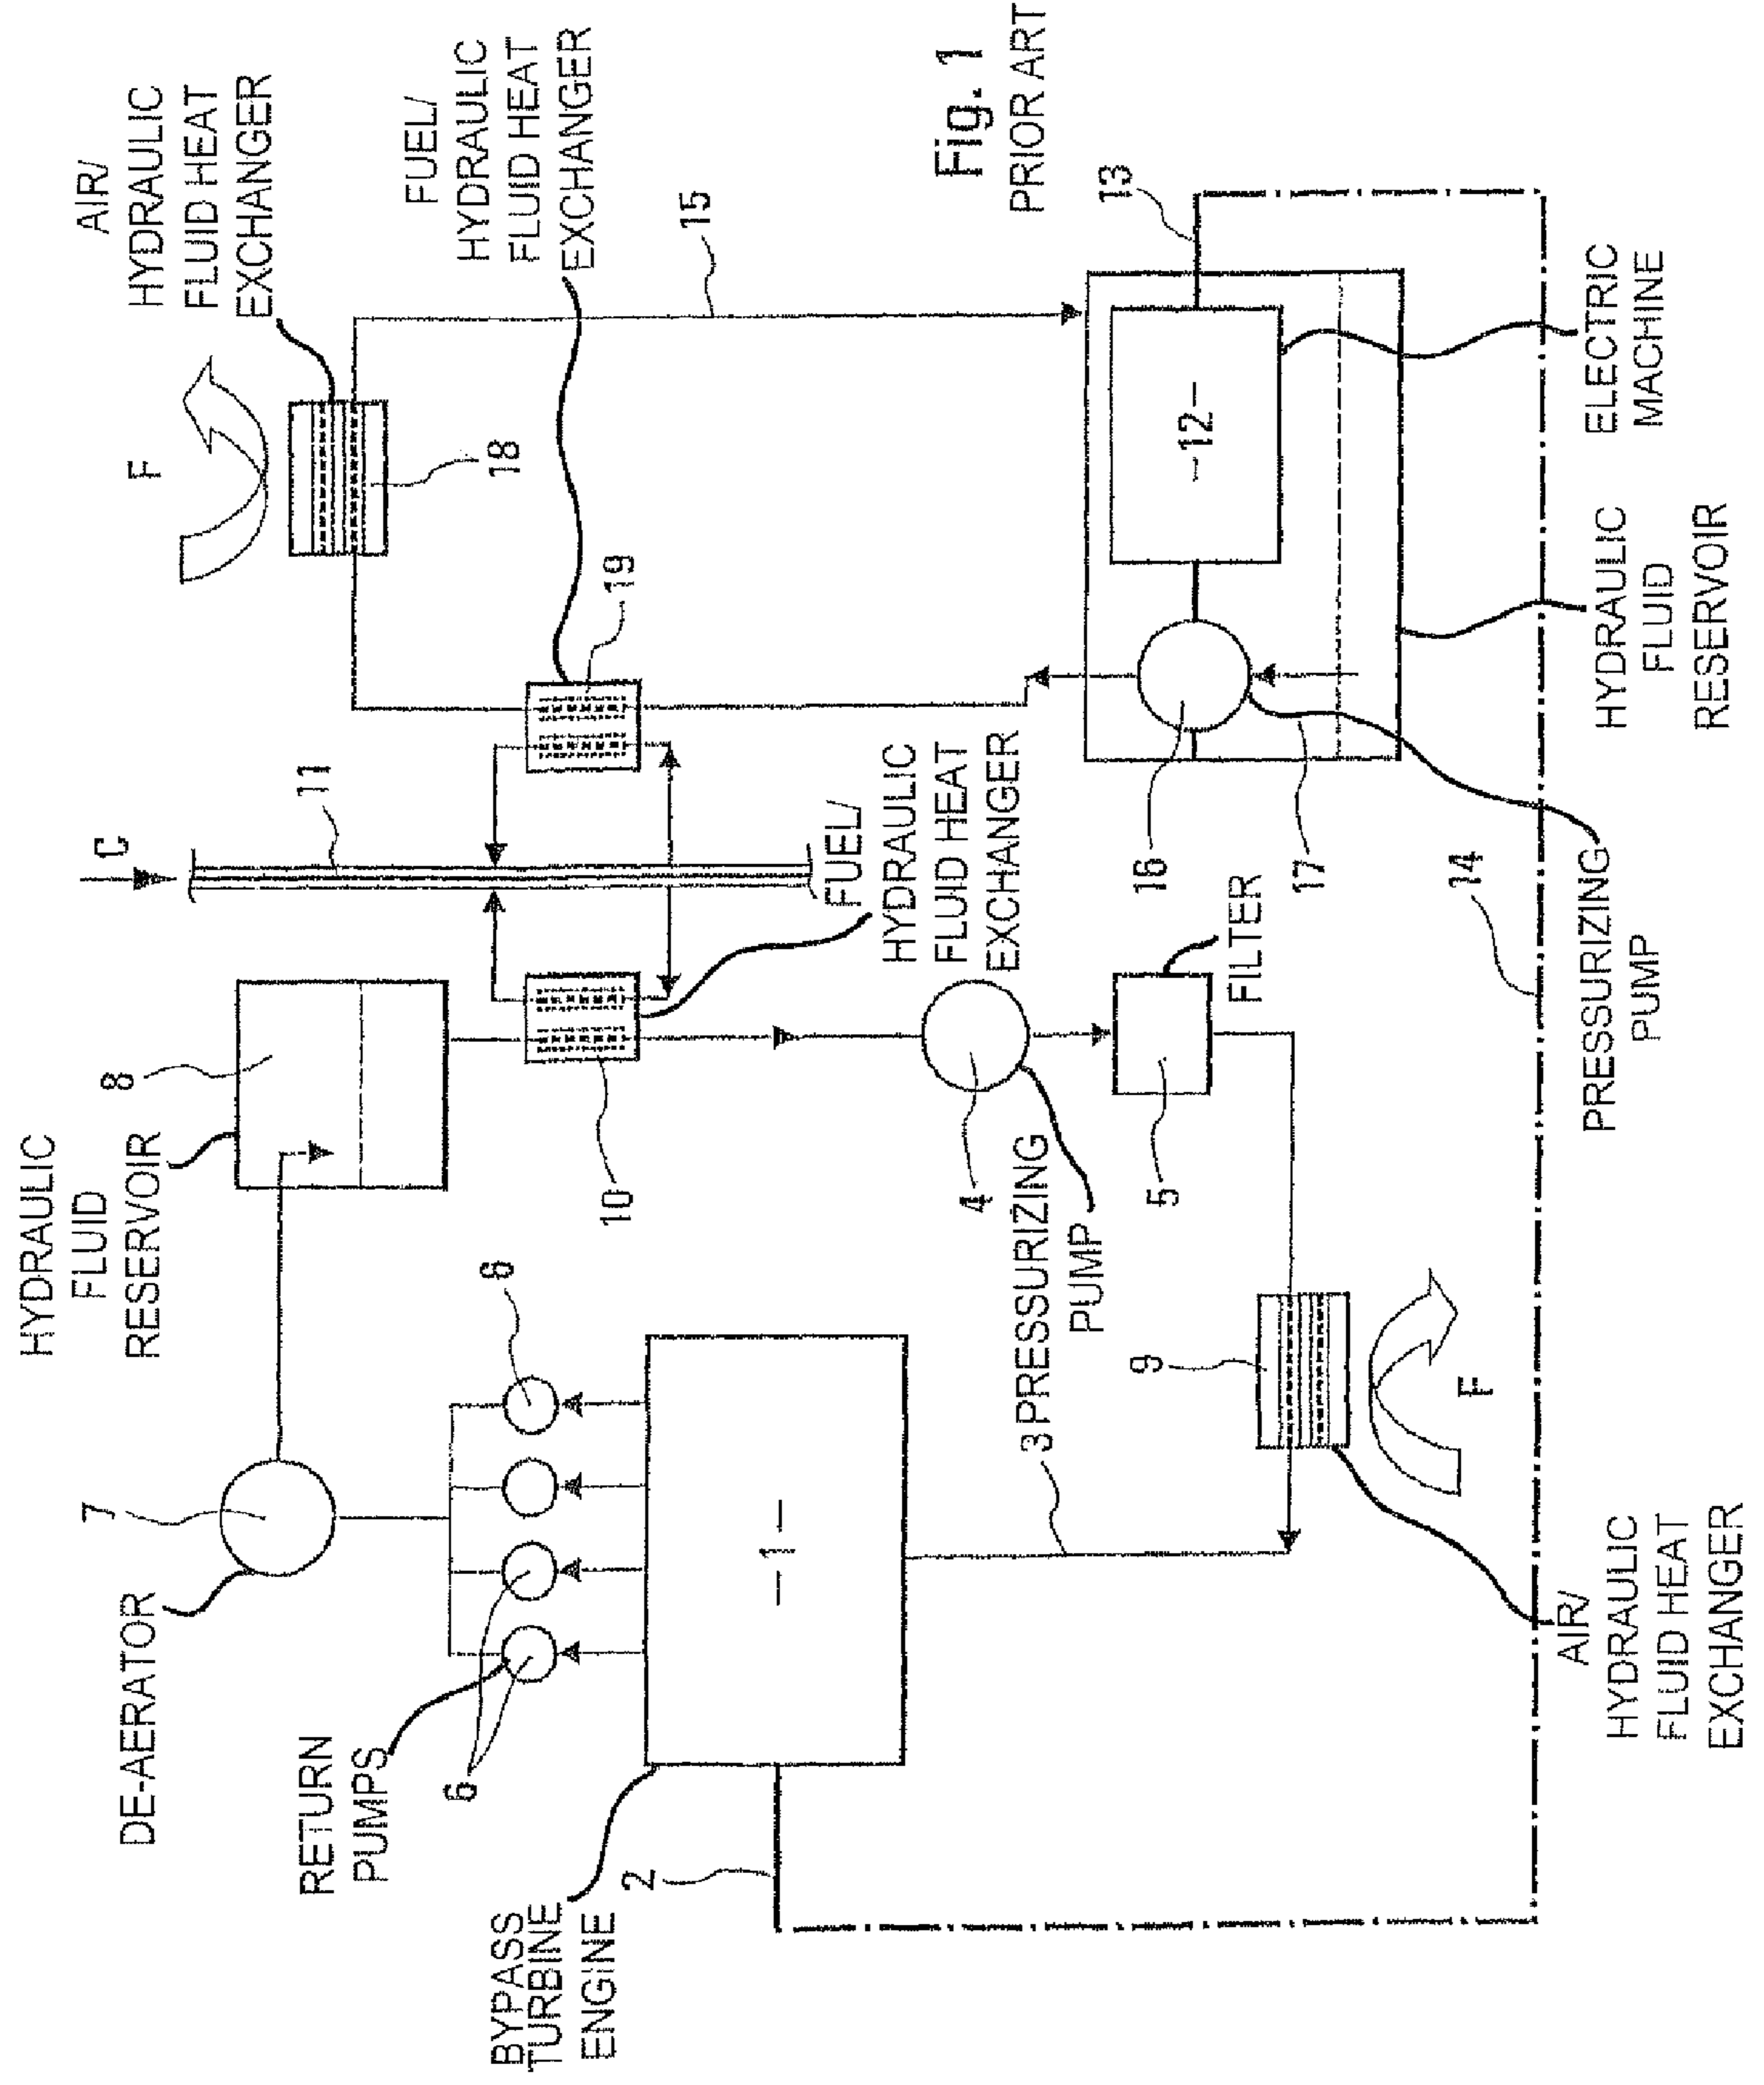 HYDRAULIC
FLUID
RESERVOIR
8
C
11
F
AIR/
HYDRAULIC
FLUID HEAT
EXCHANGER
DE-AERATOR
7
RETURN
PUMPS
6
6
10
FUEL/
HYDRAULIC
FLUID HEAT
EXCHANGER
19
18
FUEL/
HYDRAULIC
FLUID HEAT
EXCHANGER
15
BYPASS
TURBINE
ENGINE
2
-1-
3
PRESSURIZING
PUMP
4
5
FILTER
16
17
-12-
13
Fig. 1
PRIOR ART
9
F
14
AIR/
HYDRAULIC
FLUID HEAT
EXCHANGER
PRESSURIZING
PUMP
HYDRAULIC
FLUID
RESERVOIR
ELECTRIC
MACHINE